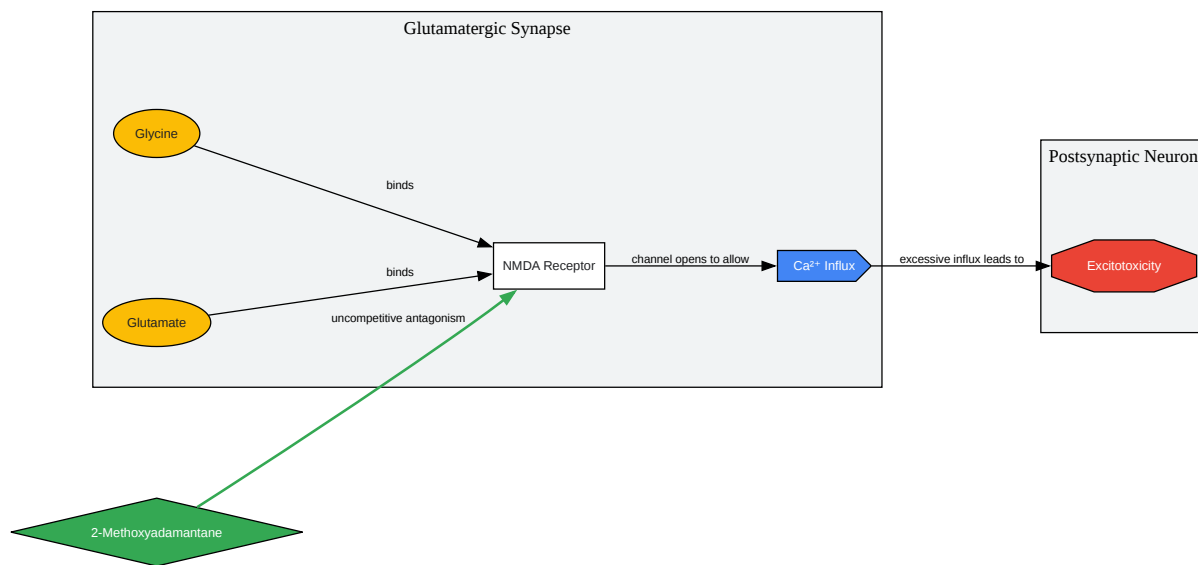 Glutamatergic Synapse
Glycine
binds
Postsynaptic Neuron
NMDA Receptor
channel opens to allow
Ca²⁺ Influx
excessive influx leads to
Excitotoxicity
binds
Glutamate
uncompetitive antagonism
2-Methoxyadamantane